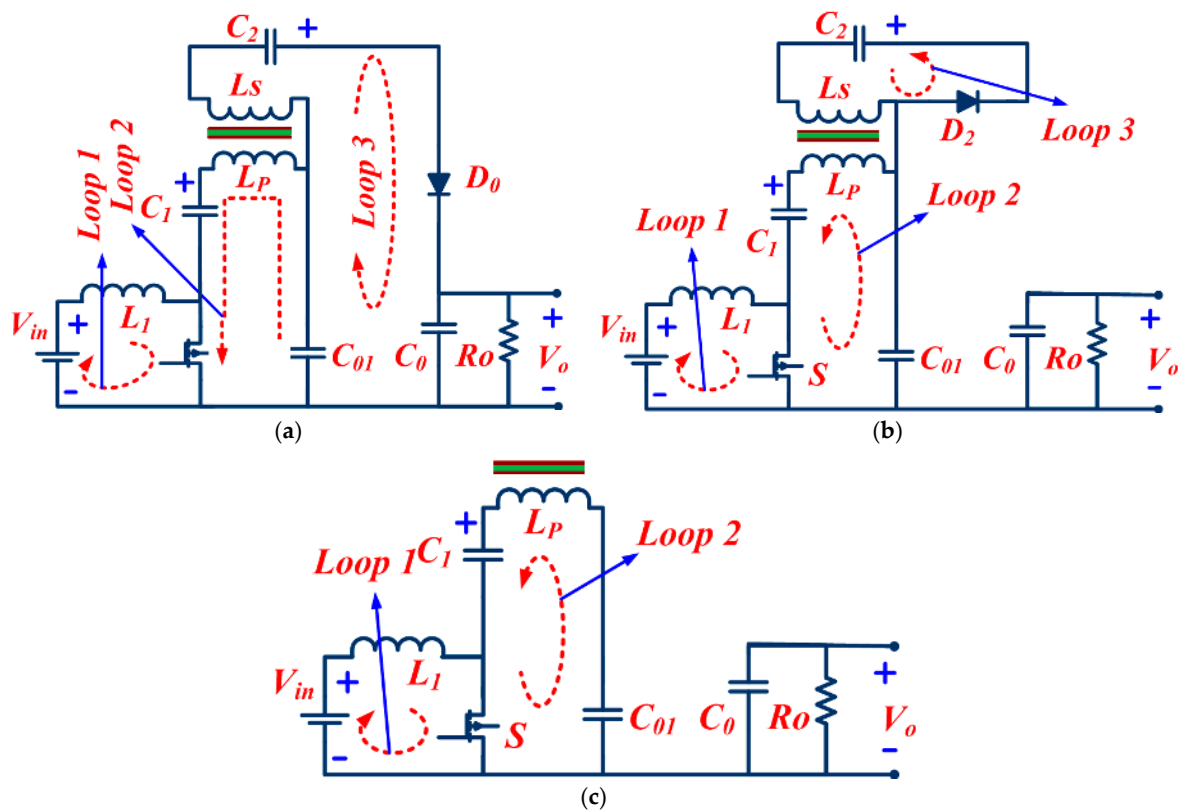 C2 +
Ls
Loop 1
Loop 2
Loop 3
+
LP
C1
D0
Vin
+
L1
-
C01
C0
Ro
+
Vo
-
(a)
C2
Ls
D2
Loop 3
+
LP
C1
Loop 2
Loop 1
Vin
+
L1
-
S
C01
C0
Ro
+
Vo
-
(b)
+
LP
C1
Loop 2
Loop 1
Vin
+
L1
-
S
C01
C0
Ro
+
Vo
-
(c)